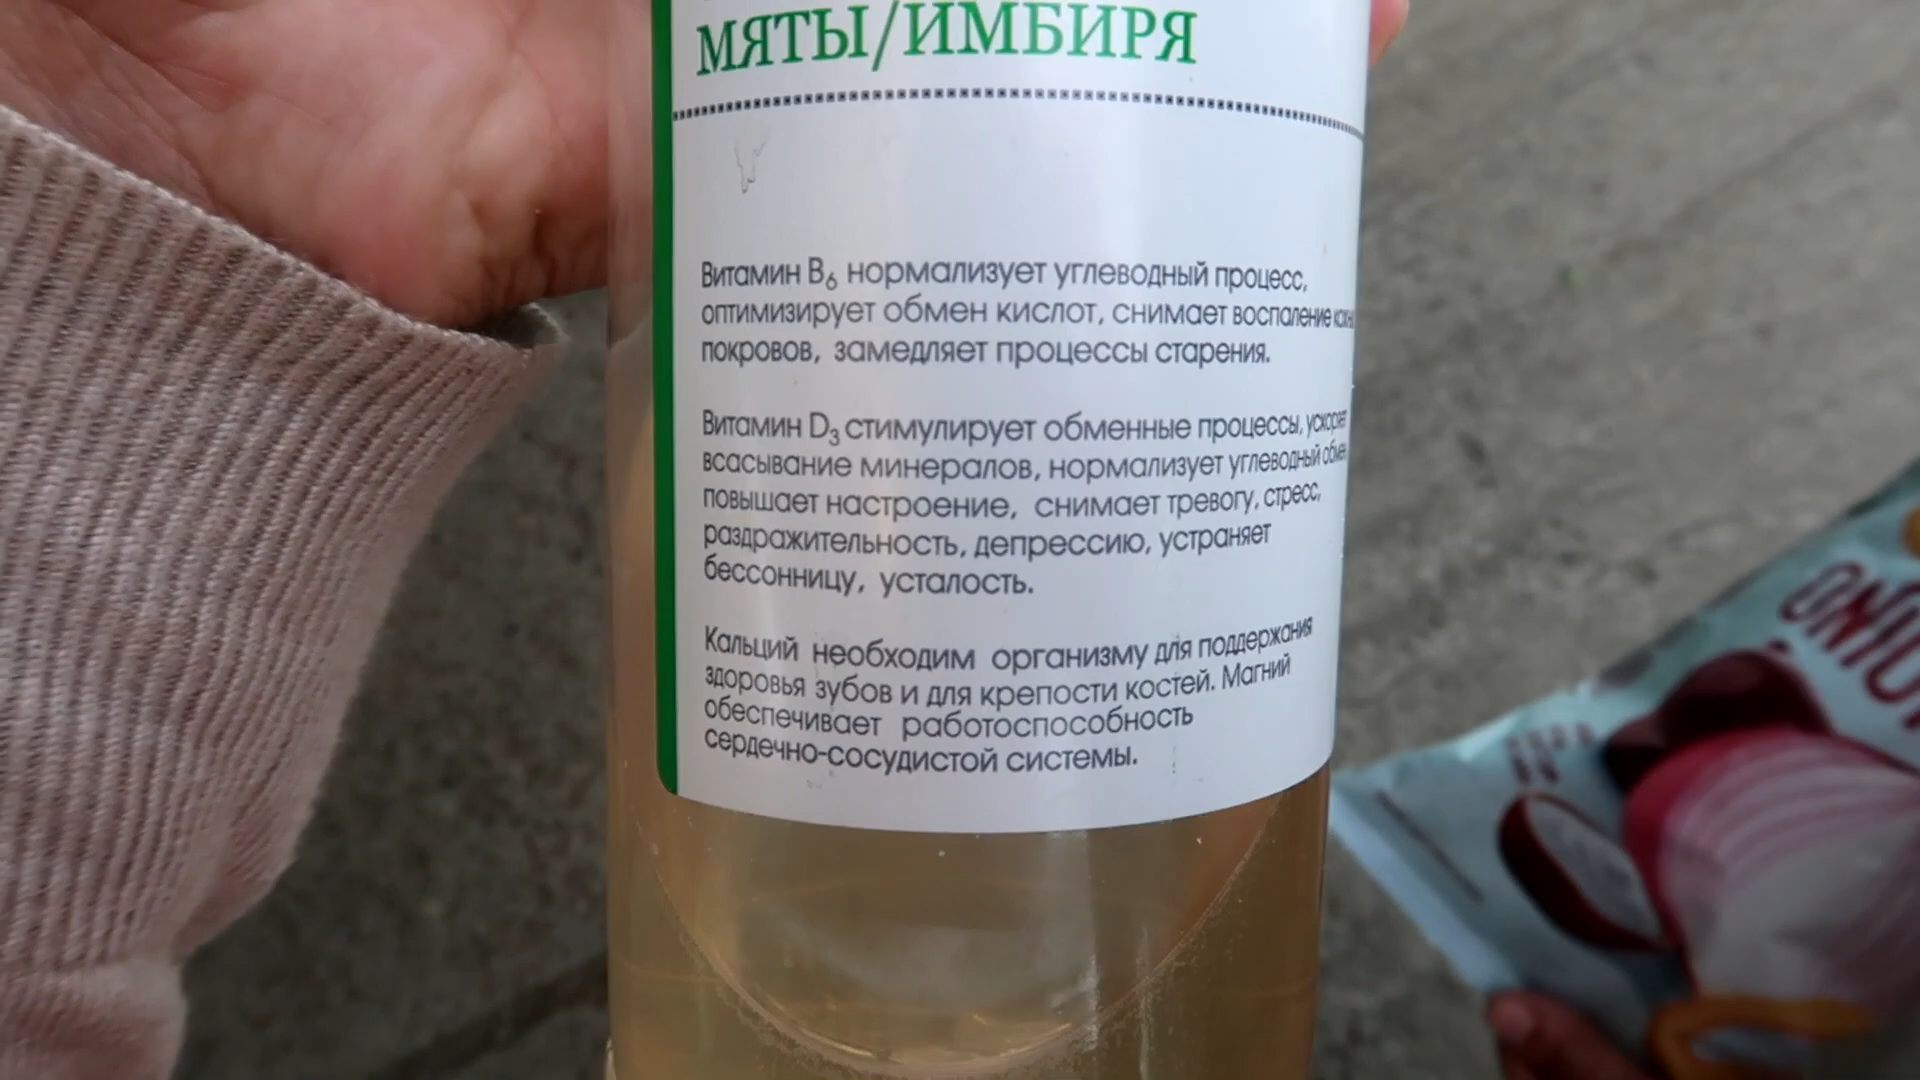 МЯТЫ/ИМБИРЯ
Витамин B6 нормализует углеводный процесс,
оптимизирует обмен кислот, снимает воспаление
покровов, замедляет процессы старения.
Витамин D3 стимулирует обменные процессы, ускоряет
всасывание минералов, нормализует углеводный обмен
повышает настроение, снимает тревогу, стресс,
раздражительность, депрессию, устраняет
бессонницу, усталость.
Кальций необходим организму для поддержания
здоровья зубов и для крепости костей. Магний
обеспечивает работоспособность
сердечно-сосудистой системы.